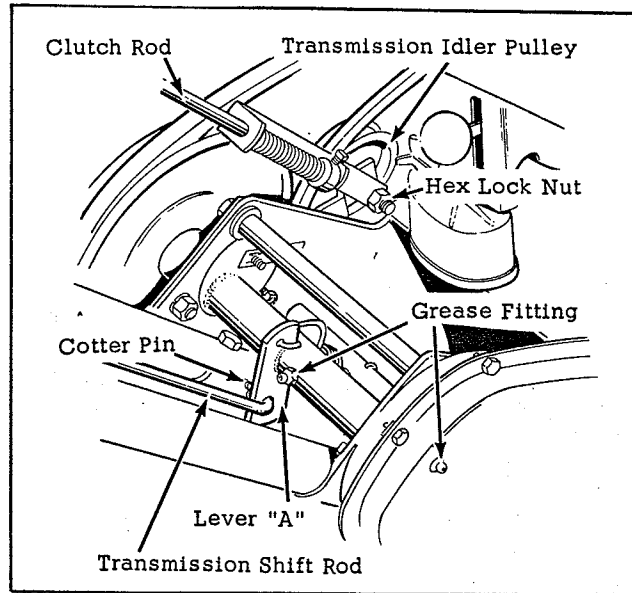 Clutch Rod
Transmission Idler Pulley
Hex Lock Nut
Grease Fitting
Cotter Pin
Lever "A"
Transmission Shift Rod